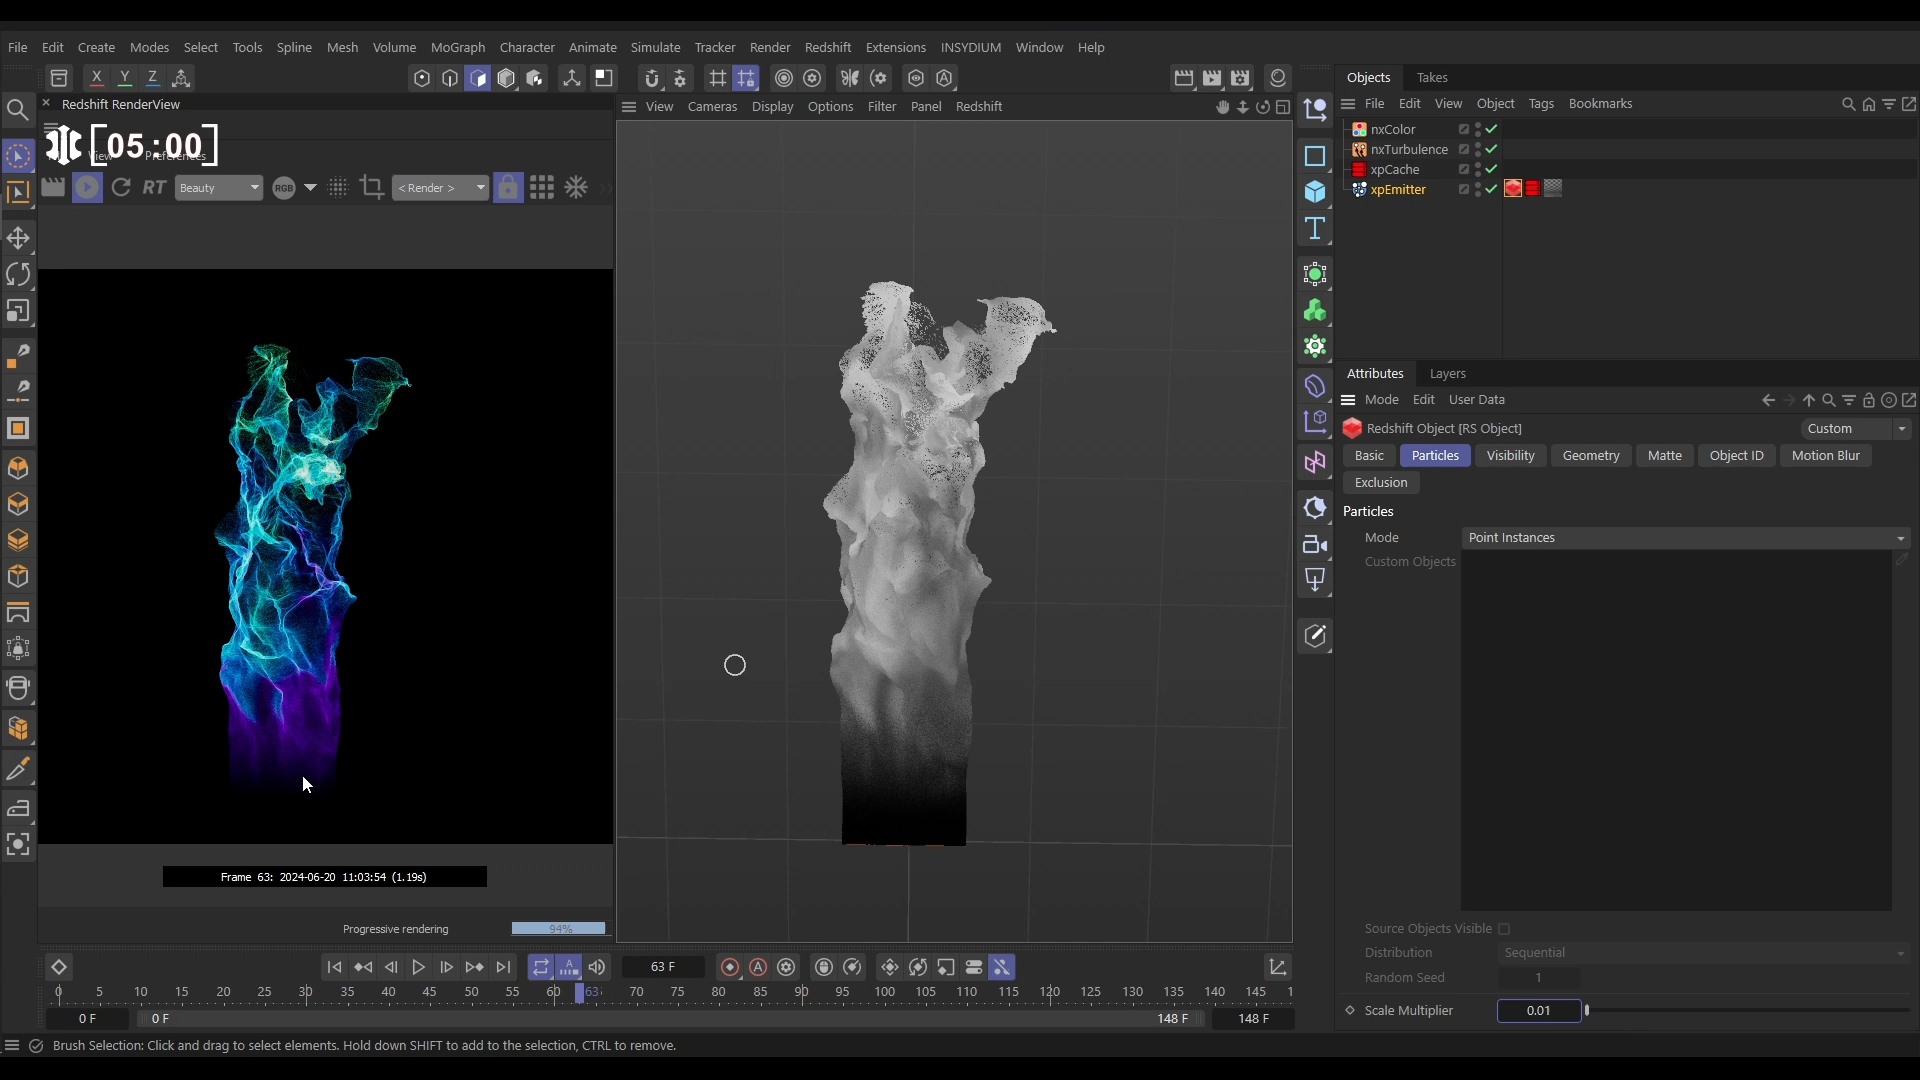 File Edit Create Modes Select Tools Spline Mesh Volume MoGraph Character Animate Simulate Tracker Render Redshift Extensions INSYDIUM Window Help
X Y Z
Redshift RenderView
View Preferences
[05:00]
RT Beauty RGB < Render >
View Cameras Display Options Filter Panel Redshift
Objects Takes
File Edit View Object Tags Bookmarks
nxColor
nxTurbulence
xpCache
xpEmitter
Attributes Layers
Mode Edit User Data
Redshift Object [RS Object] Custom
Basic Particles Visibility Geometry Matte Object ID Motion Blur
Exclusion
Particles
Mode Point Instances
Custom Objects
Source Objects Visible
Distribution Sequential
Random Seed 1
Scale Multiplier 0.01
Frame 63: 2024-06-20 11:03:54 (1.19s)
Progressive rendering 94%
63 F
0 5 10 15 20 25 30 35 40 45 50 55 60 63 70 75 80 85 90 95 100 105 110 115 120 125 130 135 140 145 1
0 F 0 F 148 F 148 F
Brush Selection: Click and drag to select elements. Hold down SHIFT to add to the selection, CTRL to remove.